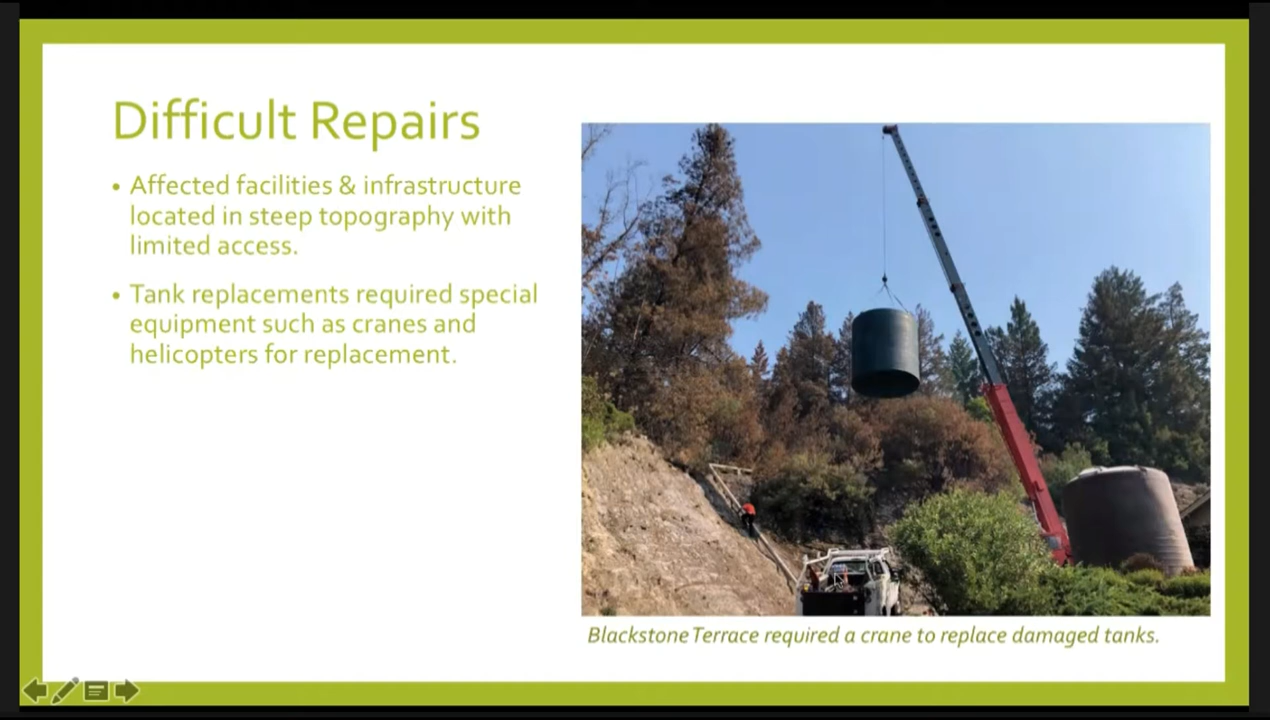 Difficult Repairs
• Affected facilities & infrastructure
located in steep topography with
limited access.
• Tank replacements required special
equipment such as cranes and
helicopters for replacement.
Blackstone Terrace required a crane to replace damaged tanks.